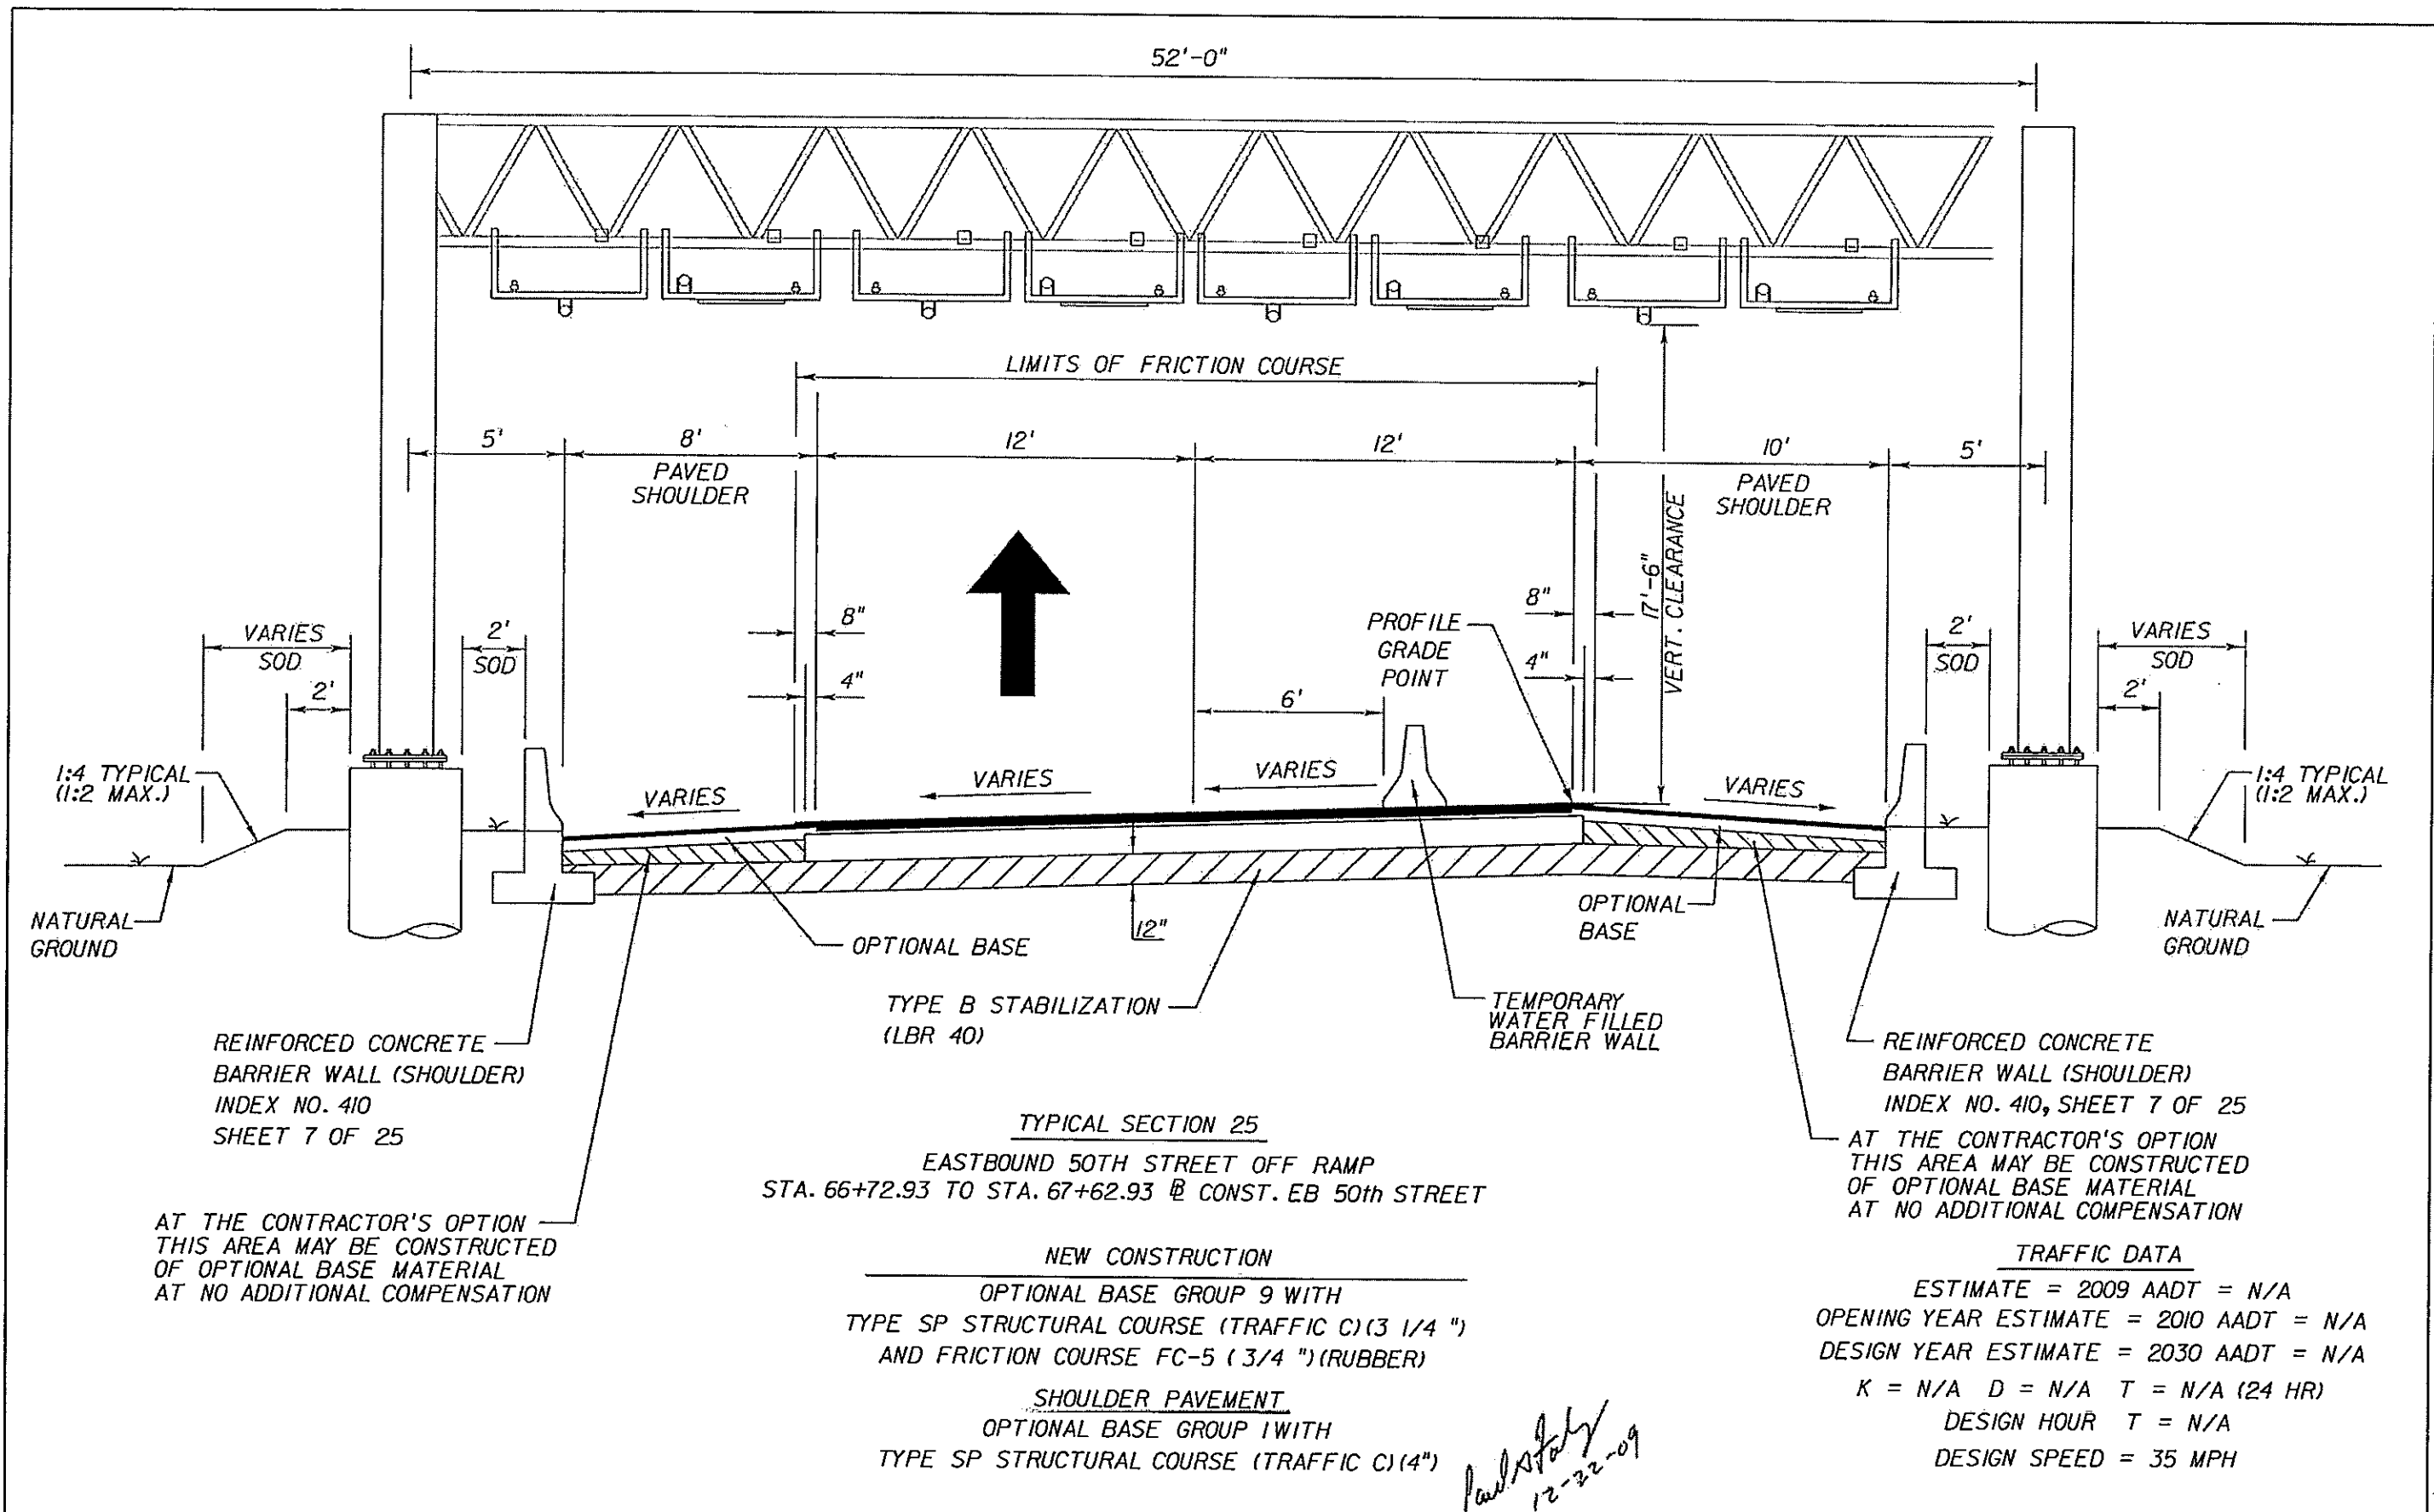 52'-0"
LIMITS OF FRICTION COURSE
5'
8'
PAVED
SHOULDER
12'
12'
10'
PAVED
SHOULDER
5'
17'-6"
VERT. CLEARANCE
8"
4"
8"
4"
PROFILE
GRADE
POINT
VARIES
SOD
2'
2'
SOD
6'
2'
SOD
VARIES
SOD
2'
1:4 TYPICAL
(1:2 MAX.)
VARIES
VARIES
VARIES
VARIES
1:4 TYPICAL
(1:2 MAX.)
NATURAL
GROUND
OPTIONAL BASE
12"
OPTIONAL
BASE
NATURAL
GROUND
TYPE B STABILIZATION
(LBR 40)
TEMPORARY
WATER FILLED
BARRIER WALL
REINFORCED CONCRETE
BARRIER WALL (SHOULDER)
INDEX NO. 410
SHEET 7 OF 25
REINFORCED CONCRETE
BARRIER WALL (SHOULDER)
INDEX NO. 410, SHEET 7 OF 25
AT THE CONTRACTOR'S OPTION
THIS AREA MAY BE CONSTRUCTED
OF OPTIONAL BASE MATERIAL
AT NO ADDITIONAL COMPENSATION
AT THE CONTRACTOR'S OPTION
THIS AREA MAY BE CONSTRUCTED
OF OPTIONAL BASE MATERIAL
AT NO ADDITIONAL COMPENSATION
TYPICAL SECTION 25
EASTBOUND 50TH STREET OFF RAMP
STA. 66+72.93 TO STA. 67+62.93 ℄ CONST. EB 50th STREET
NEW CONSTRUCTION
OPTIONAL BASE GROUP 9 WITH
TYPE SP STRUCTURAL COURSE (TRAFFIC C)(3 1/4 ")
AND FRICTION COURSE FC-5 ( 3/4 ")(RUBBER)
SHOULDER PAVEMENT
OPTIONAL BASE GROUP 1 WITH
TYPE SP STRUCTURAL COURSE (TRAFFIC C)(4")
12-22-09
TRAFFIC DATA
ESTIMATE = 2009 AADT = N/A
OPENING YEAR ESTIMATE = 2010 AADT = N/A
DESIGN YEAR ESTIMATE = 2030 AADT = N/A
K = N/A D = N/A T = N/A (24 HR)
DESIGN HOUR T = N/A
DESIGN SPEED = 35 MPH